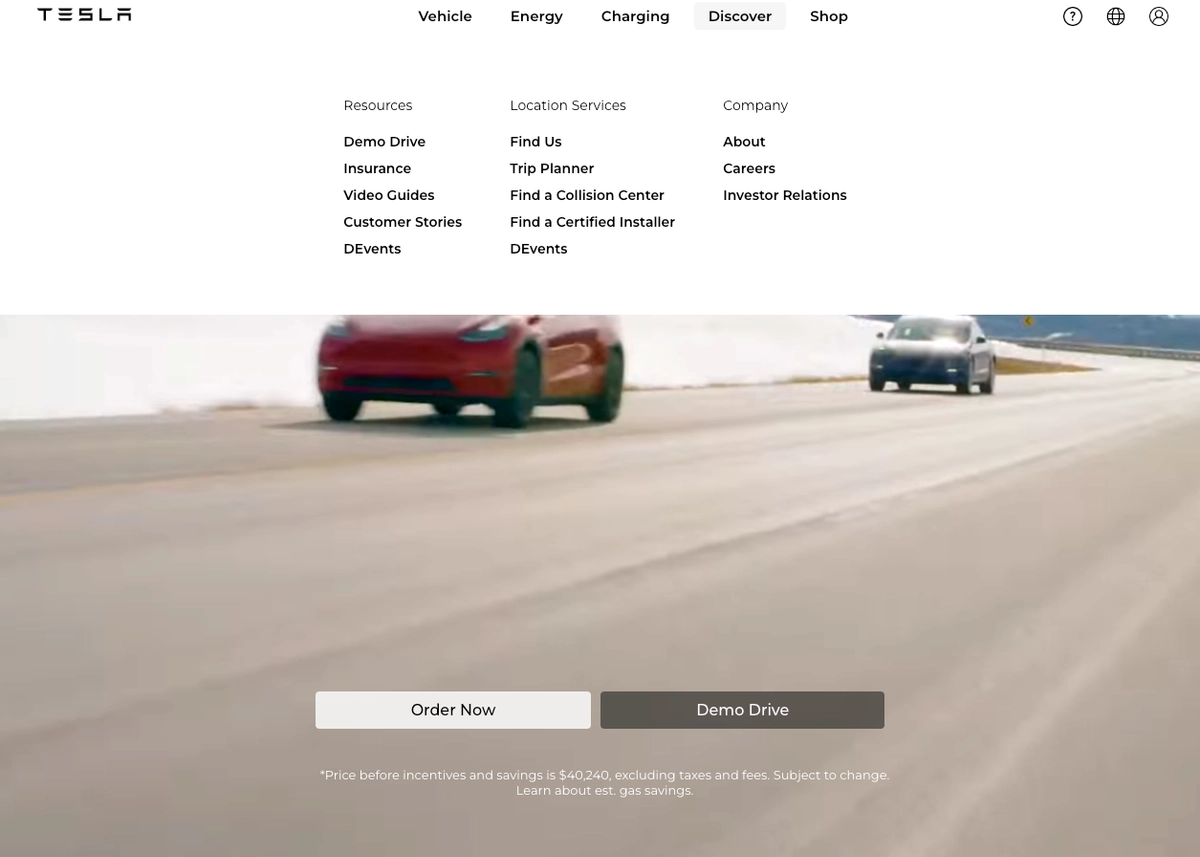 TESLA
Vehicle Energy Charging Discover Shop
Resources
Demo Drive
Insurance
Video Guides
Customer Stories
DEvents
Location Services
Find Us
Trip Planner
Find a Collision Center
Find a Certified Installer
DEvents
Company
About
Careers
Investor Relations
Order Now
Demo Drive
*Price before incentives and savings is $40,240, excluding taxes and fees. Subject to change.
Learn about est. gas savings.